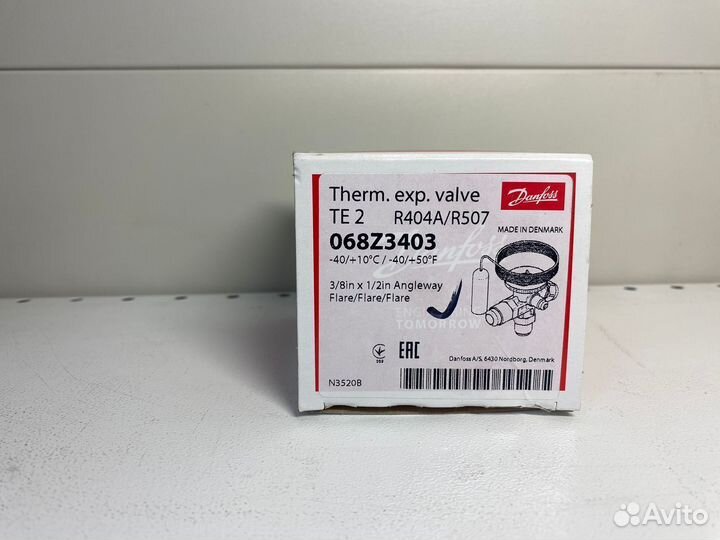 Therm. exp. valve
TE 2 R404A/R507
068Z3403
-40/+10°C / -40/+50°F
3/8in x 1/2in Angleway
Flare/Flare/Flare
Danfoss
MADE IN DENMARK
Danfoss
TOMORROW
EAC
Danfoss A/S, 6430 Nordborg, Denmark
N3520B
Avito